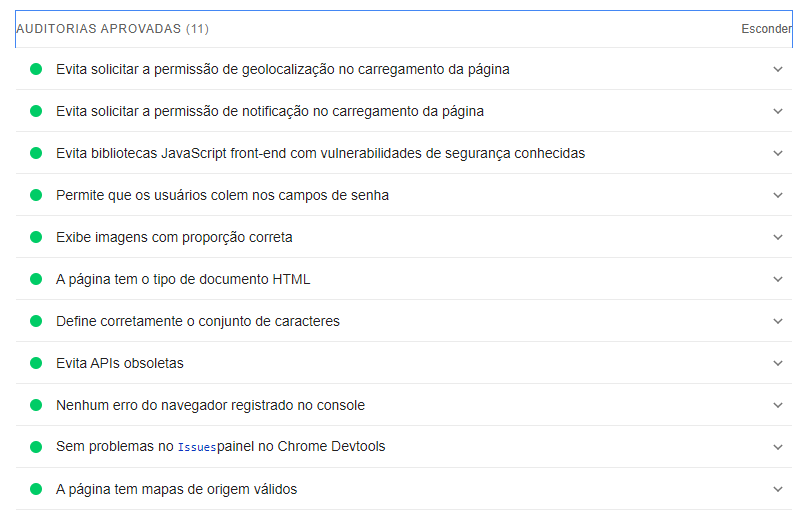 AUDITORIAS APROVADAS (11) Esconder
Evita solicitar a permissão de geolocalização no carregamento da página
Evita solicitar a permissão de notificação no carregamento da página
Evita bibliotecas JavaScript front-end com vulnerabilidades de segurança conhecidas
Permite que os usuários colem nos campos de senha
Exibe imagens com proporção correta
A página tem o tipo de documento HTML
Define corretamente o conjunto de caracteres
Evita APIs obsoletas
Nenhum erro do navegador registrado no console
Sem problemas no Issuespainel no Chrome Devtools
A página tem mapas de origem válidos